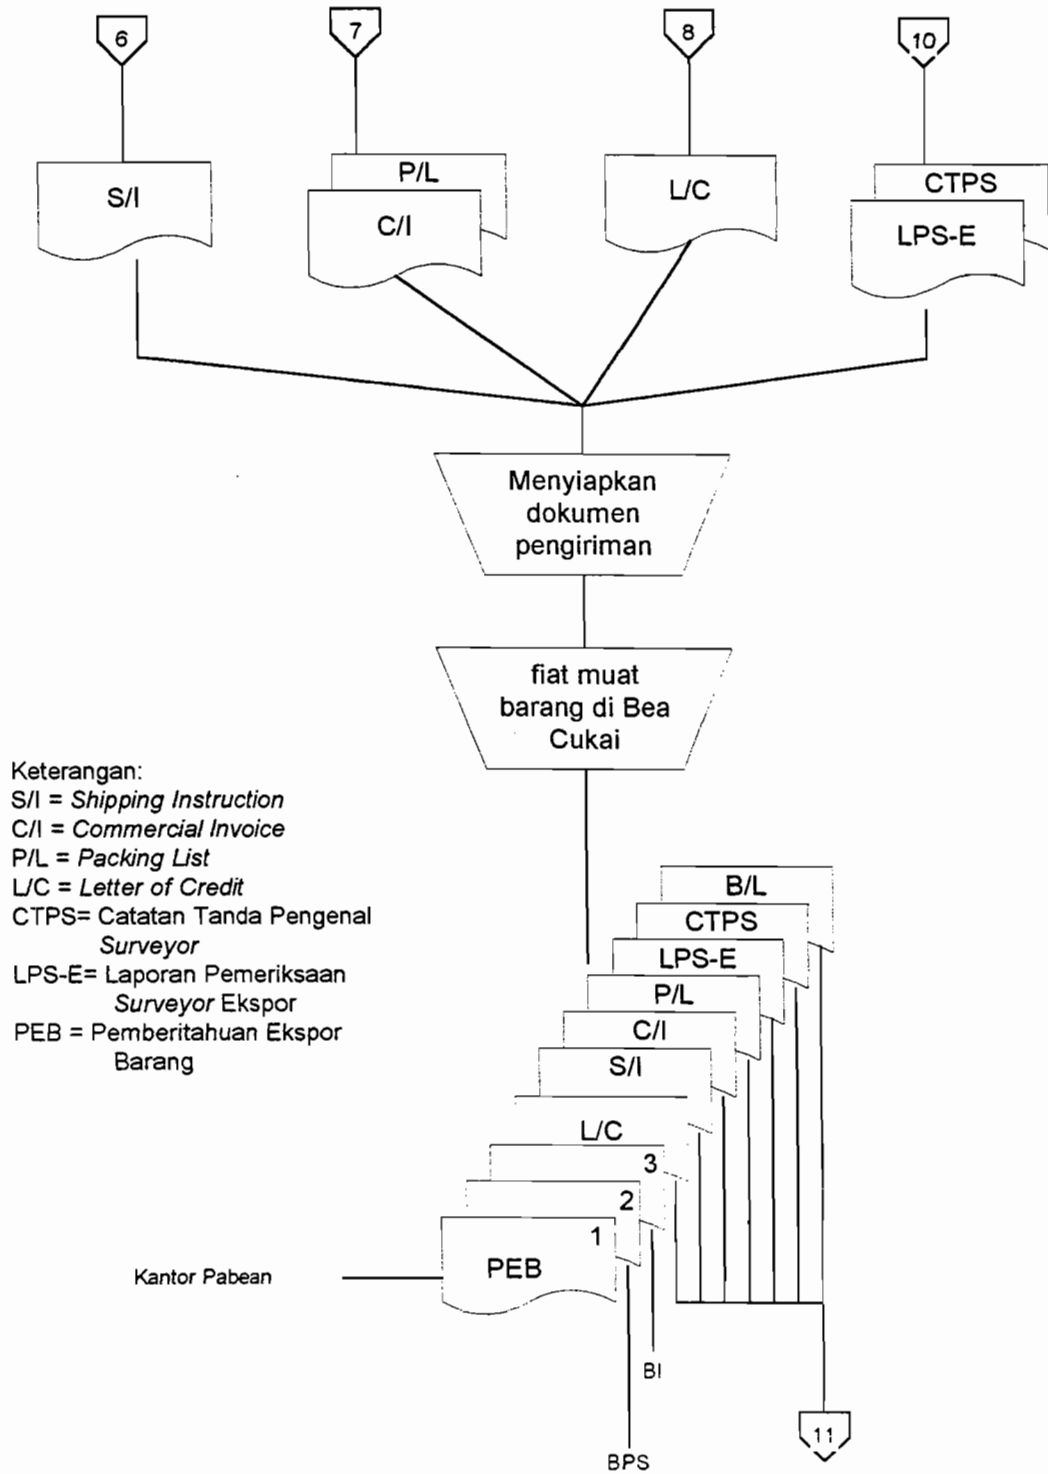 6
7
8
10
S/I
P/L
C/I
L/C
CTPS
LPS-E
Menyiapkan
dokumen
pengiriman
fiat muat
barang di Bea
Cukai
Keterangan:
S/I = Shipping Instruction
C/I = Commercial Invoice
P/L = Packing List
L/C = Letter of Credit
CTPS= Catatan Tanda Pengenal
Surveyor
LPS-E= Laporan Pemeriksaan
Surveyor Ekspor
PEB = Pemberitahuan Ekspor
Barang
B/L
CTPS
LPS-E
P/L
C/I
S/I
L/C
3
2
1
PEB
Kantor Pabean
BI
BPS
11